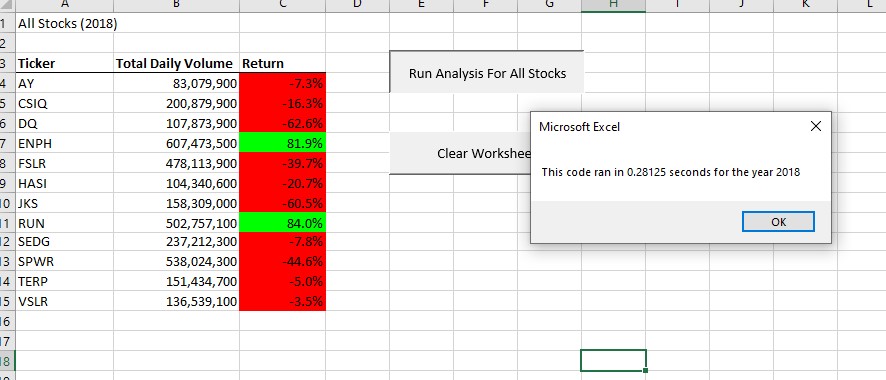 A B C D E F G H I J K L
1 All Stocks (2018)
2
3 Ticker Total Daily Volume Return
4 AY 83,079,900 -7.3%
5 CSIQ 200,879,900 -16.3%
6 DQ 107,873,900 -62.6%
7 ENPH 607,473,500 81.9%
8 FSLR 478,113,900 -39.7%
9 HASI 104,340,600 -20.7%
10 JKS 158,309,000 -60.5%
11 RUN 502,757,100 84.0%
12 SEDG 237,212,300 -7.8%
13 SPWR 538,024,300 -44.6%
14 TERP 151,434,700 -5.0%
15 VSLR 136,539,100 -3.5%
16
17
18
Run Analysis For All Stocks
Clear Workshee
Microsoft Excel
This code ran in 0.28125 seconds for the year 2018
OK